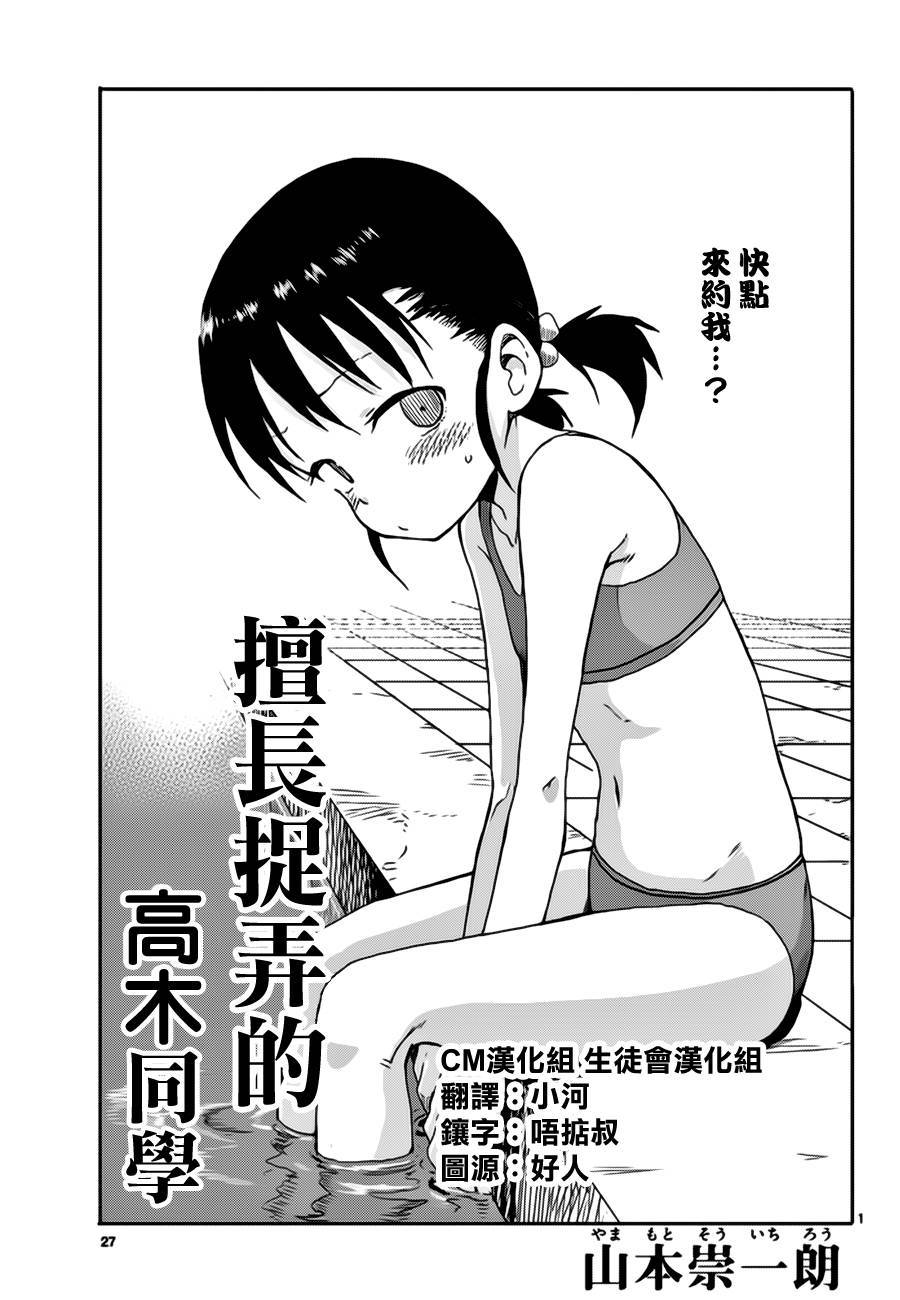 快點
來約我…？
擅長捉弄的
高木同學
CM漢化組 生徒會漢化組
翻譯：小河
鑲字：唔掂叔
圖源：好人
1
27
やま もと そう いち ろう
山本崇一朗